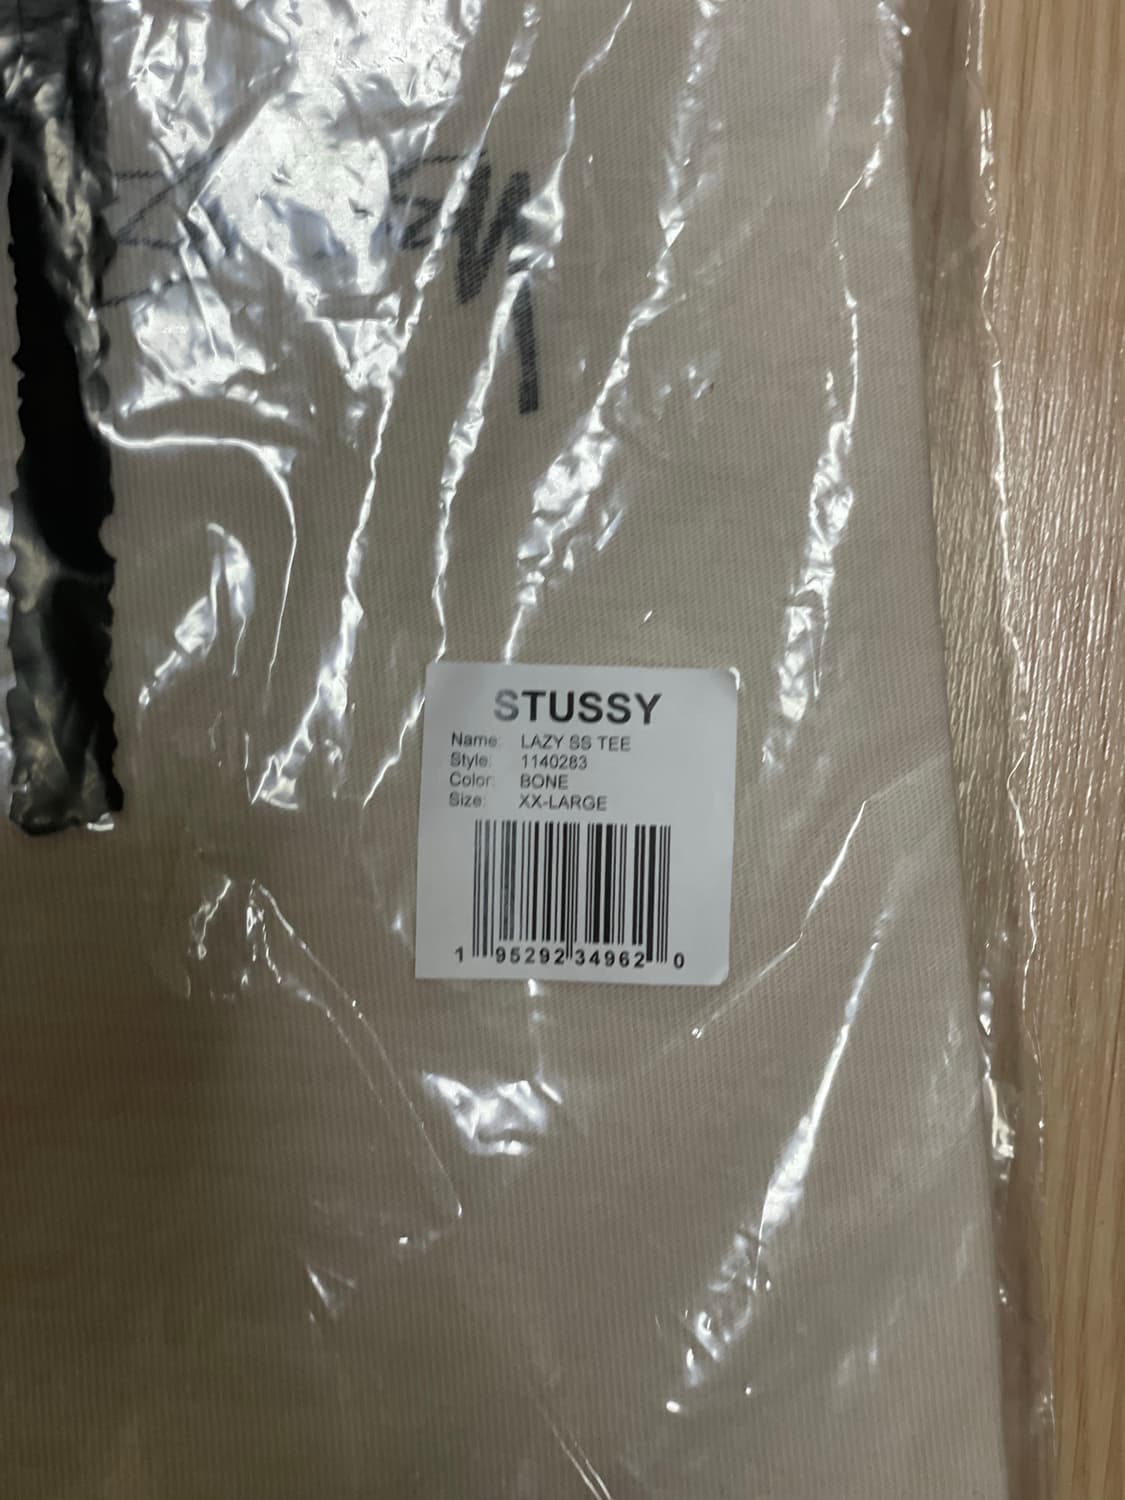 STUSSY
Name: LAZY SS TEE
Style: 1140283
Color: BONE
Size: XX-LARGE
1 95292 34962 0